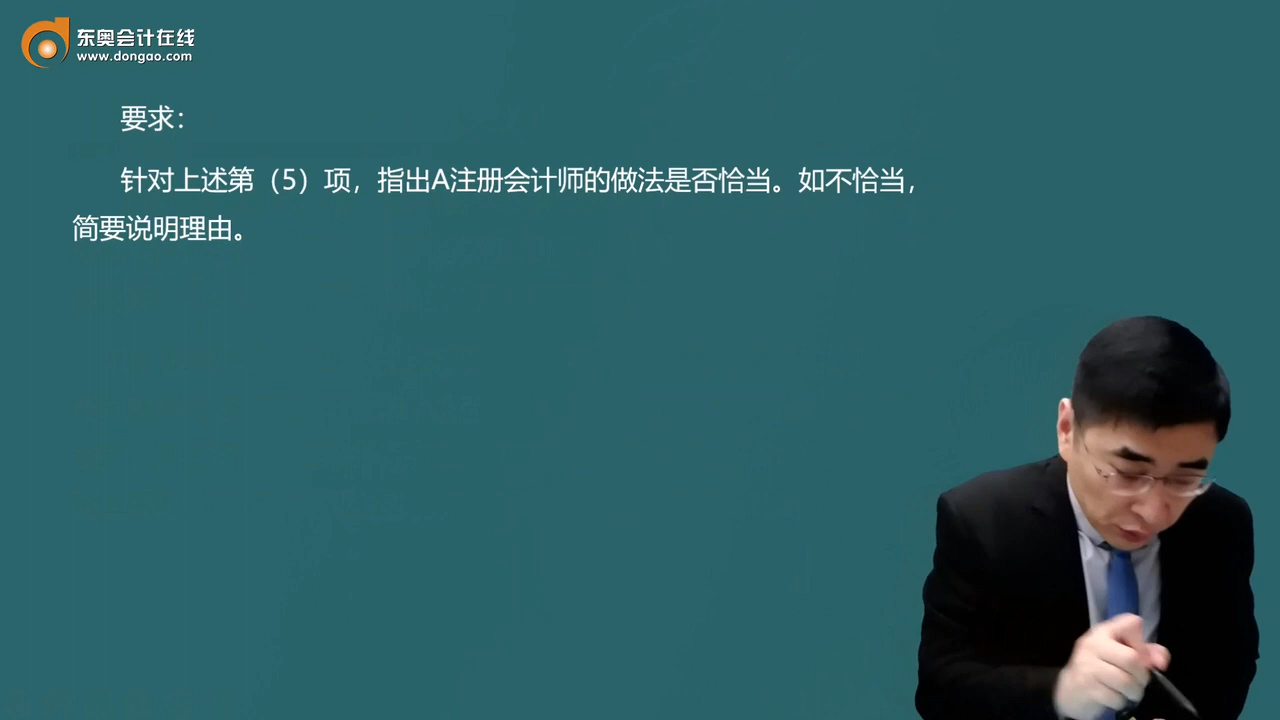 东奥会计在线
www.dongao.com
要求：
针对上述第（5）项，指出A注册会计师的做法是否恰当。如不恰当，
简要说明理由。